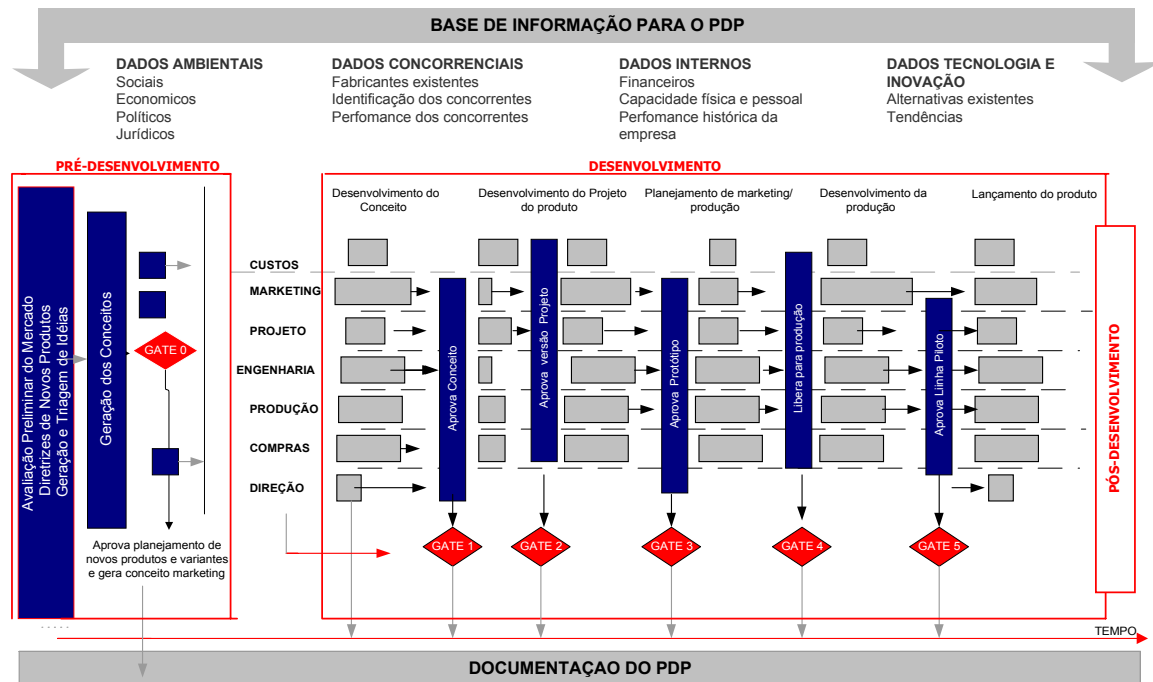 BASE DE INFORMAÇÃO PARA O PDP
DADOS AMBIENTAIS
Sociais
Economicos
Políticos
Jurídicos
DADOS CONCORRENCIAIS
Fabricantes existentes
Identificação dos concorrentes
Perfomance dos concorrentes
DADOS INTERNOS
Financeiros
Capacidade física e pessoal
Perfomance histórica da
empresa
DADOS TECNOLOGIA E
INOVAÇÃO
Alternativas existentes
Tendências
PRÉ-DESENVOLVIMENTO
DESENVOLVIMENTO
Avaliação Preliminar do Mercado
Diretrizes de Novos Produtos
Geração e Triagem de Idéias
Geração dos Conceitos
GATE 0
Aprova planejamento de
novos produtos e variantes
e gera conceito marketing
Desenvolvimento do
Conceito
Desenvolvimento do Projeto
do produto
Planejamento de marketing/
produção
Desenvolvimento da
produção
Lançamento do produto
CUSTOS
MARKETING
PROJETO
ENGENHARIA
PRODUÇÃO
COMPRAS
DIREÇÃO
Aprova Conceito
Aprova versão Projeto
Aprova Protótipo
Libera para produção
Aprova Liinha Piloto
GATE 1
GATE 2
GATE 3
GATE 4
GATE 5
PÓS-DESENVOLVIMENTO
TEMPO
DOCUMENTAÇAO DO PDP